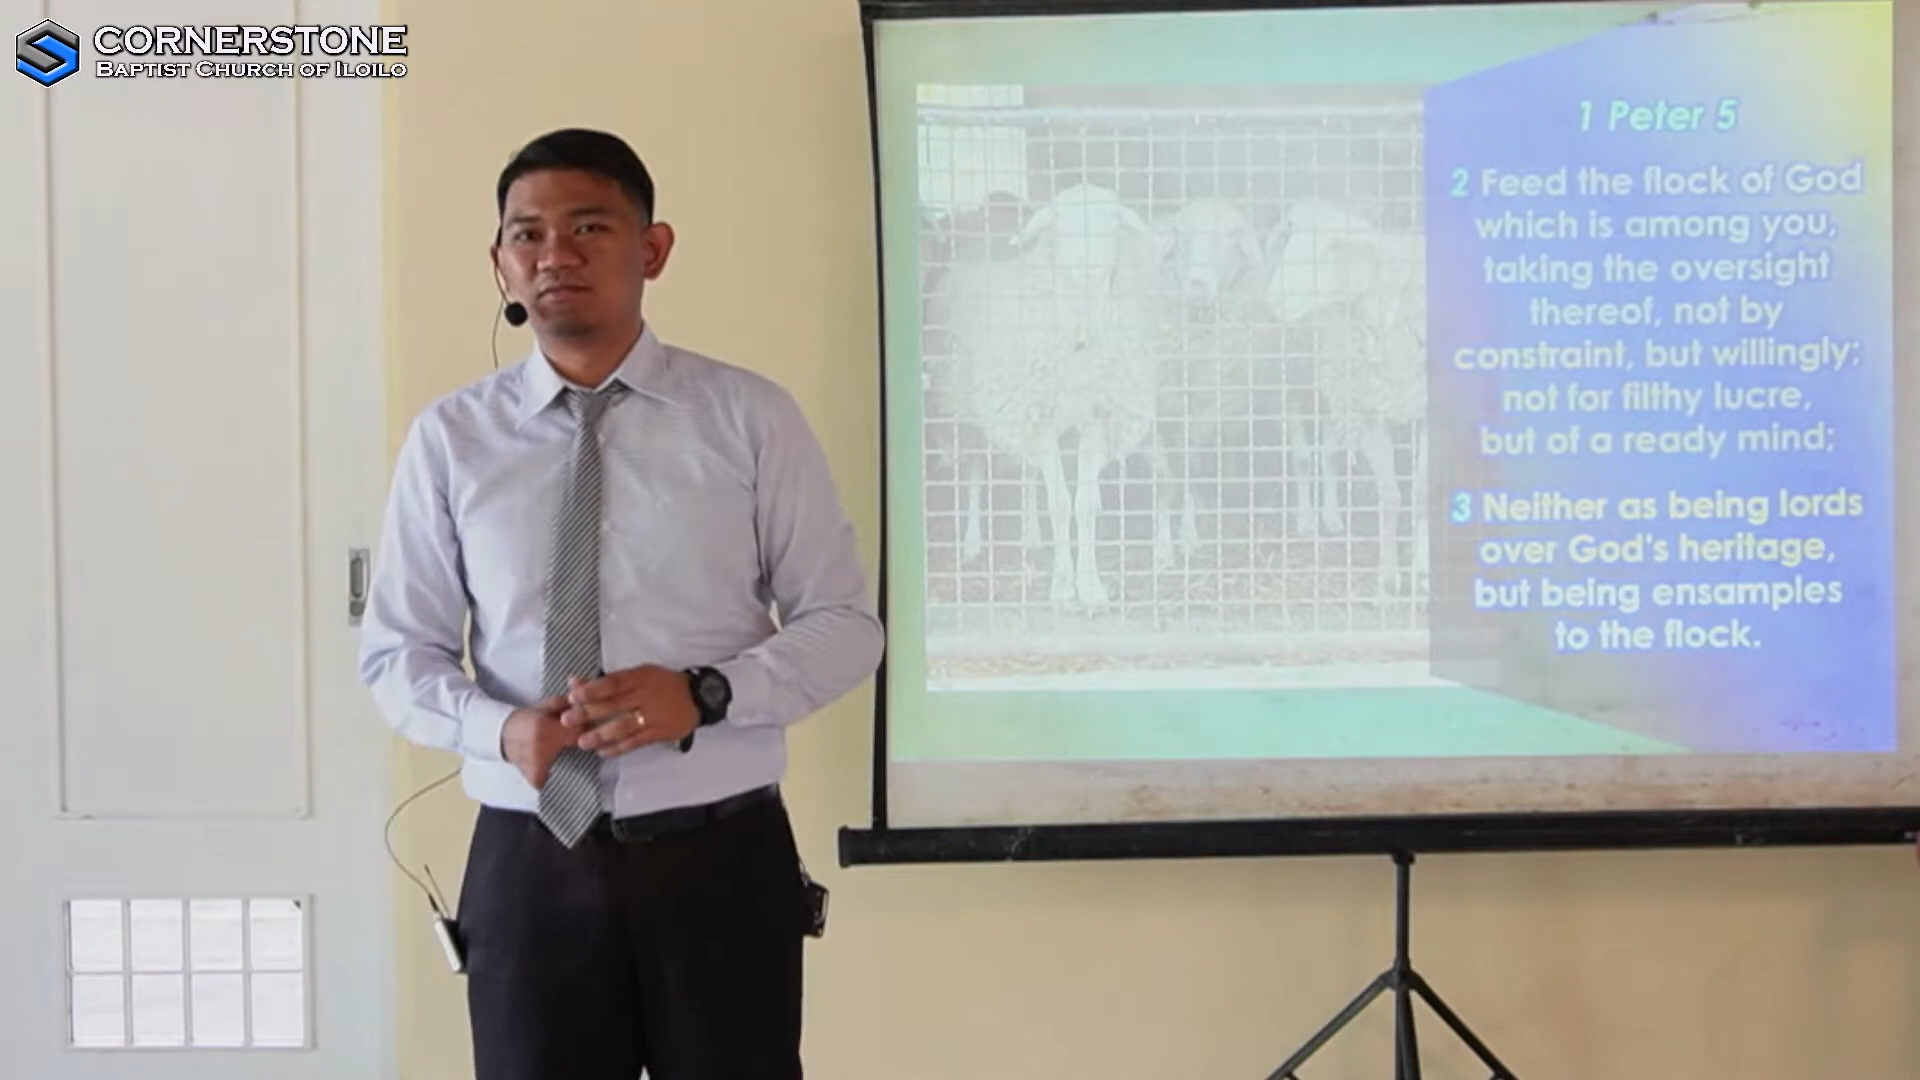 CORNERSTONE
BAPTIST CHURCH OF ILOILO
1 Peter 5
2 Feed the flock of God
which is among you,
taking the oversight
thereof, not by
constraint, but willingly;
not for filthy lucre,
but of a ready mind;
3 Neither as being lords
over God's heritage,
but being ensamples
to the flock.